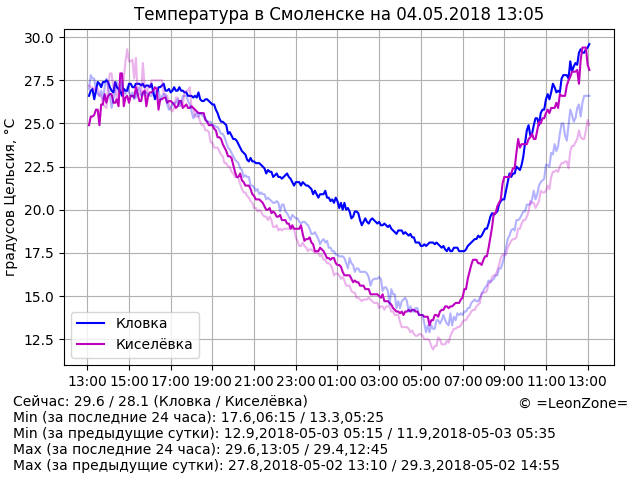 Температура в Смоленске на 04.05.2018 13:05
градусов Цельсия, °C
30.0
27.5
25.0
22.5
20.0
17.5
15.0
12.5
Кловка
Киселёвка
13:00 15:00 17:00 19:00 21:00 23:00 01:00 03:00 05:00 07:00 09:00 11:00 13:00
Сейчас: 29.6 / 28.1 (Кловка / Киселёвка)
© =LeonZone=
Min (за последние 24 часа): 17.6,06:15 / 13.3,05:25
Min (за предыдущие сутки): 12.9,2018-05-03 05:15 / 11.9,2018-05-03 05:35
Max (за последние 24 часа): 29.6,13:05 / 29.4,12:45
Max (за предыдущие сутки): 27.8,2018-05-02 13:10 / 29.3,2018-05-02 14:55